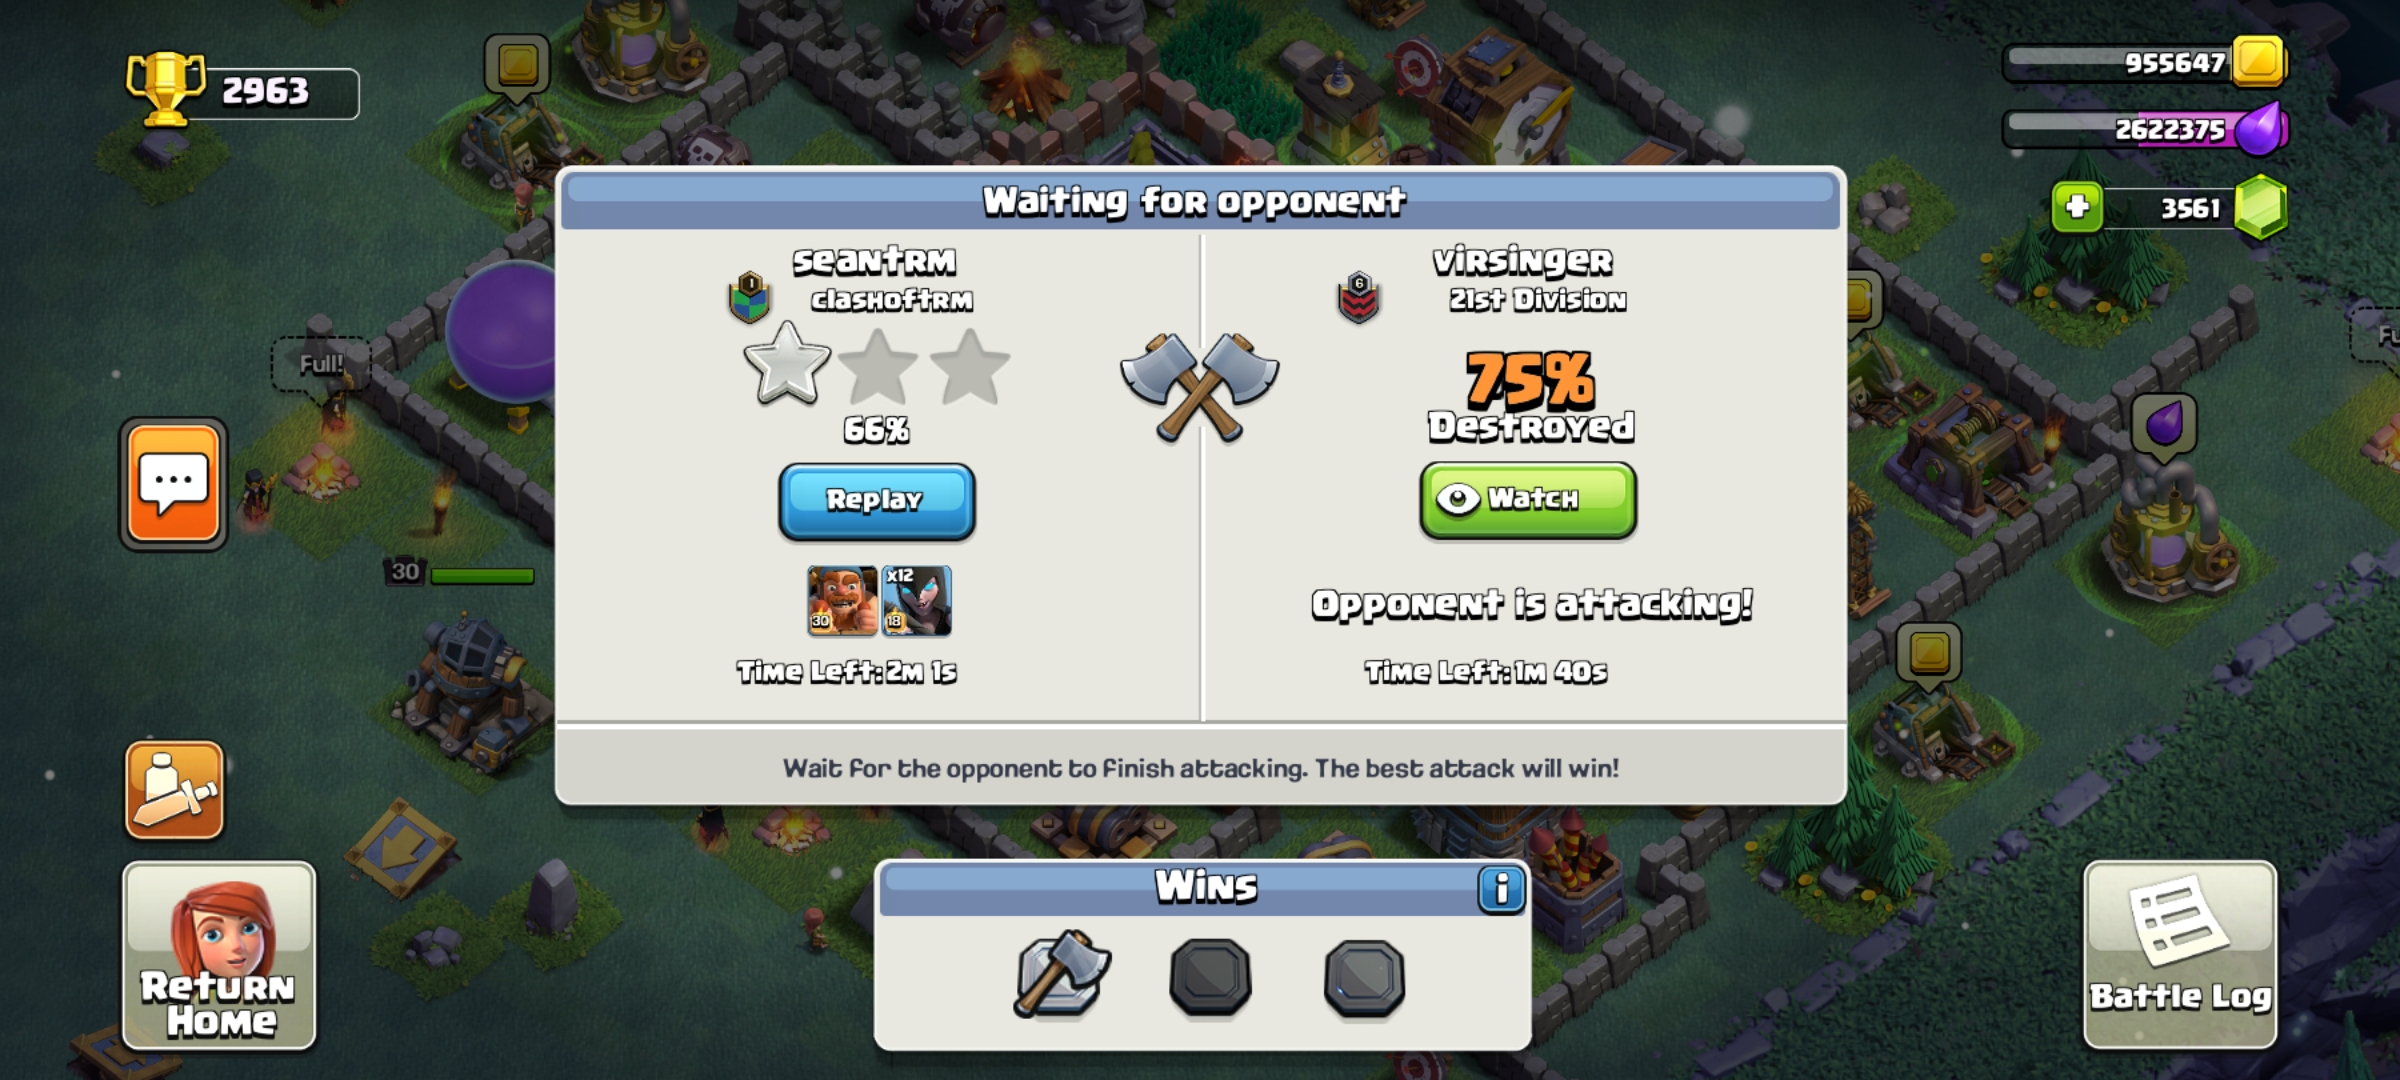 2963
955647
2622375
3561
Waiting for opponent
seantrm
1
clashoftrm
66%
Replay
30
x12
18
Time Left: 2m 1s
virsinger
6
21st Division
75%
Destroyed
Watch
Opponent is attacking!
Time Left: 1m 40s
Wait for the opponent to finish attacking. The best attack will win!
Full!
30
Wins
i
Return
Home
Battle Log